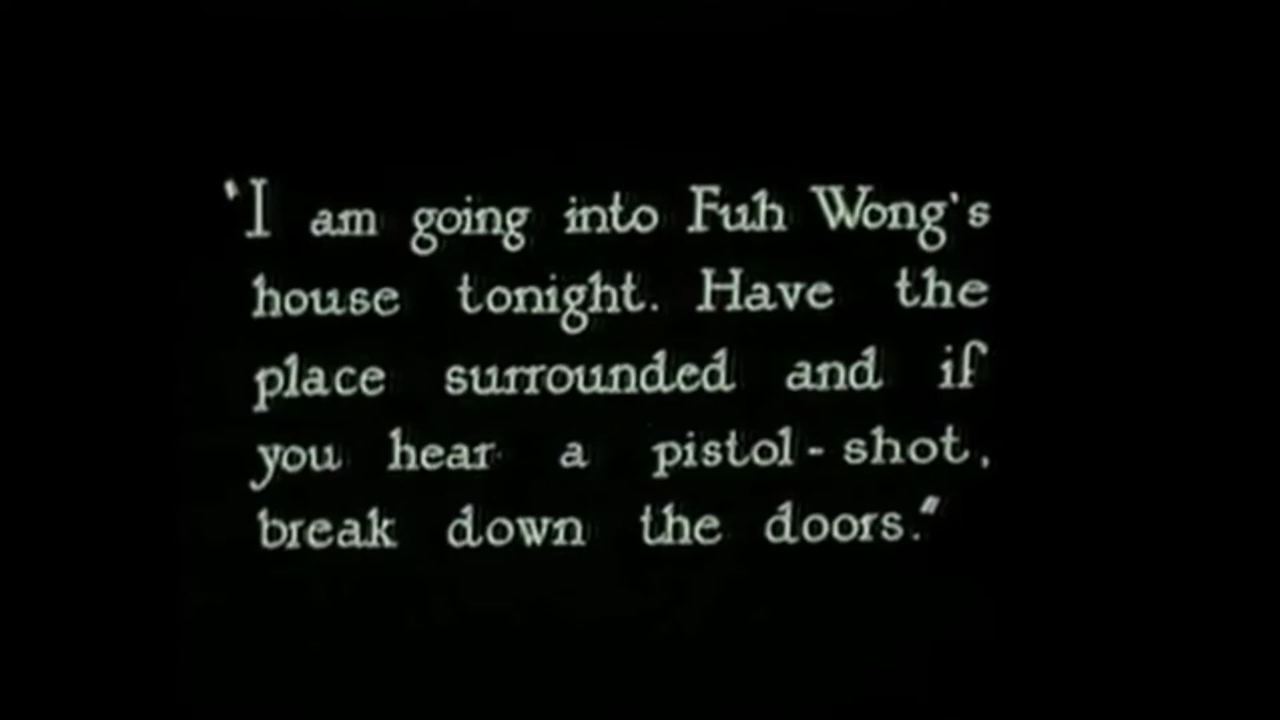 "I am going into Fuh Wong's
house tonight. Have the
place surrounded and if
you hear a pistol-shot,
break down the doors."